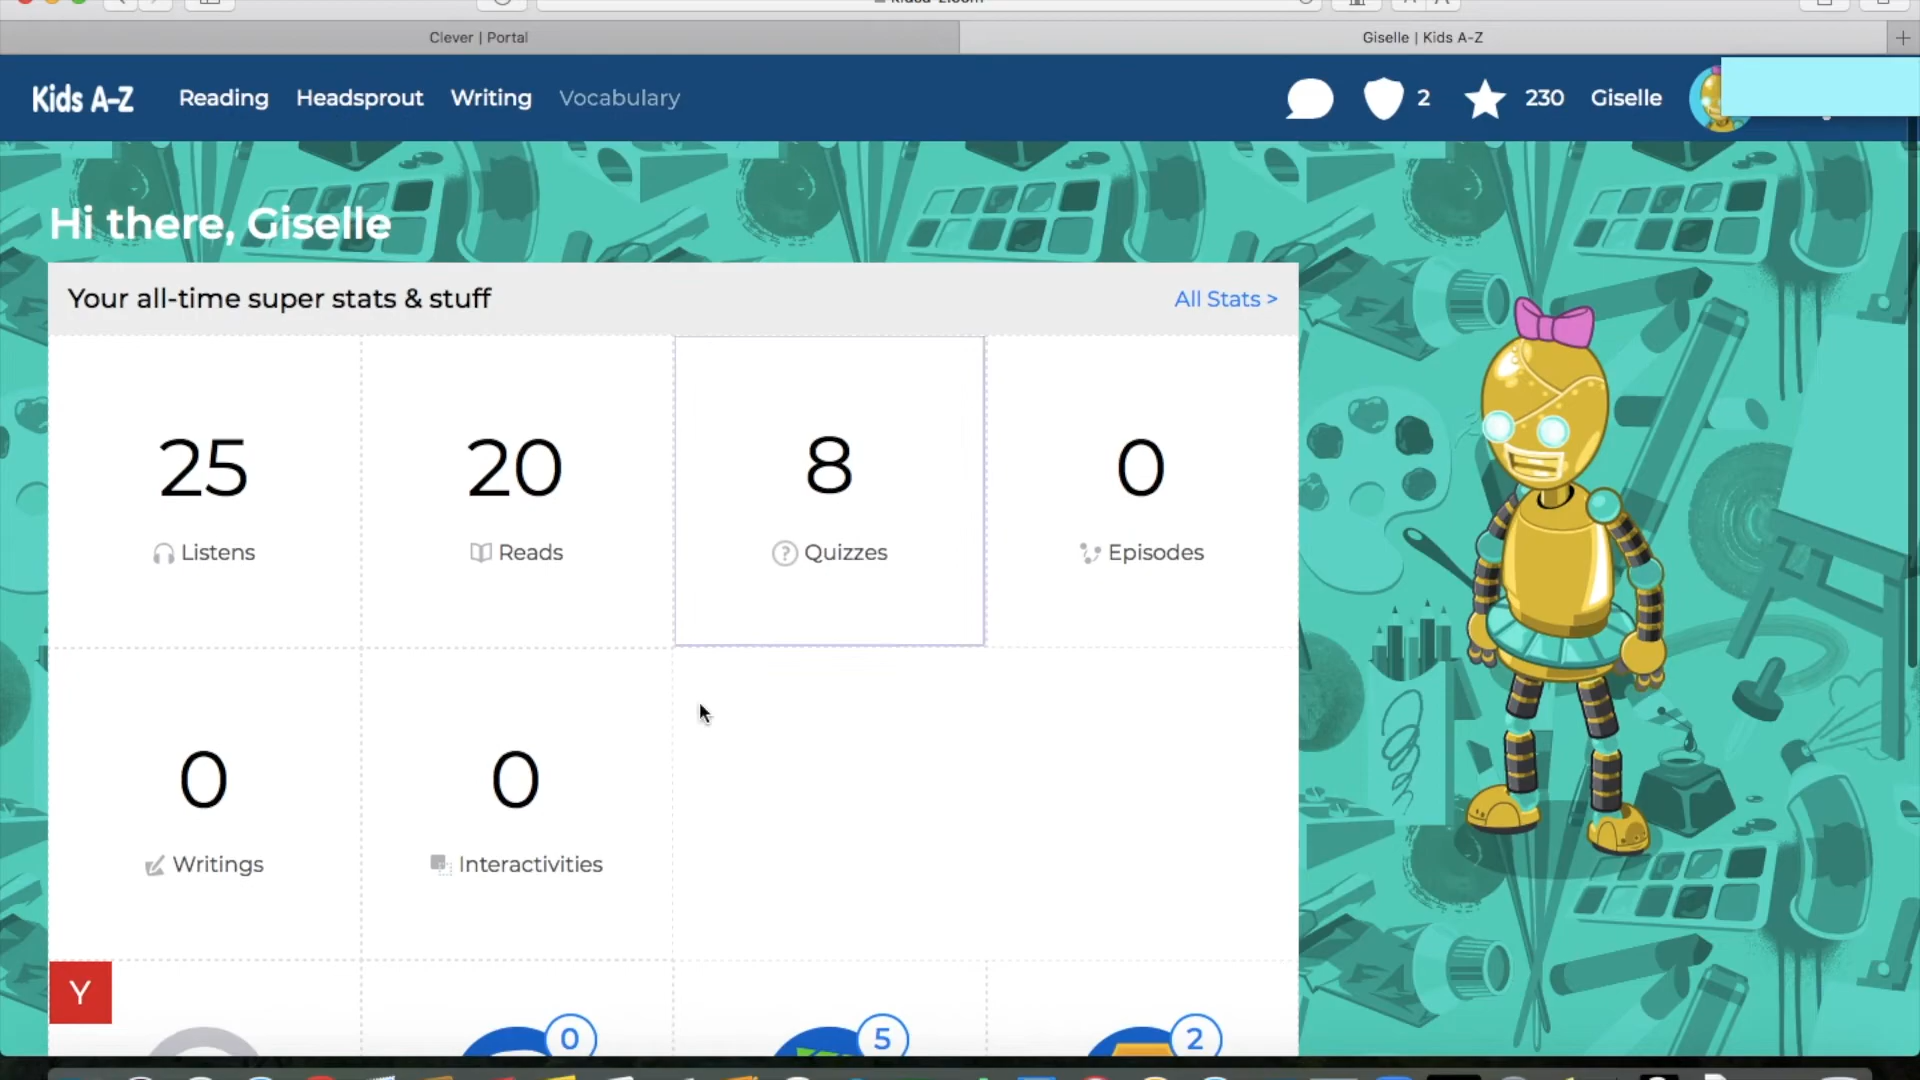 Clever | Portal
Giselle | Kids A-Z
Kids A-Z Reading Headsprout Writing Vocabulary 2 230 Giselle
Hi there, Giselle
Your all-time super stats & stuff All Stats >
25 20 8 0
Listens Reads Quizzes Episodes
0 0
Writings Interactivities
Y
0 5 2